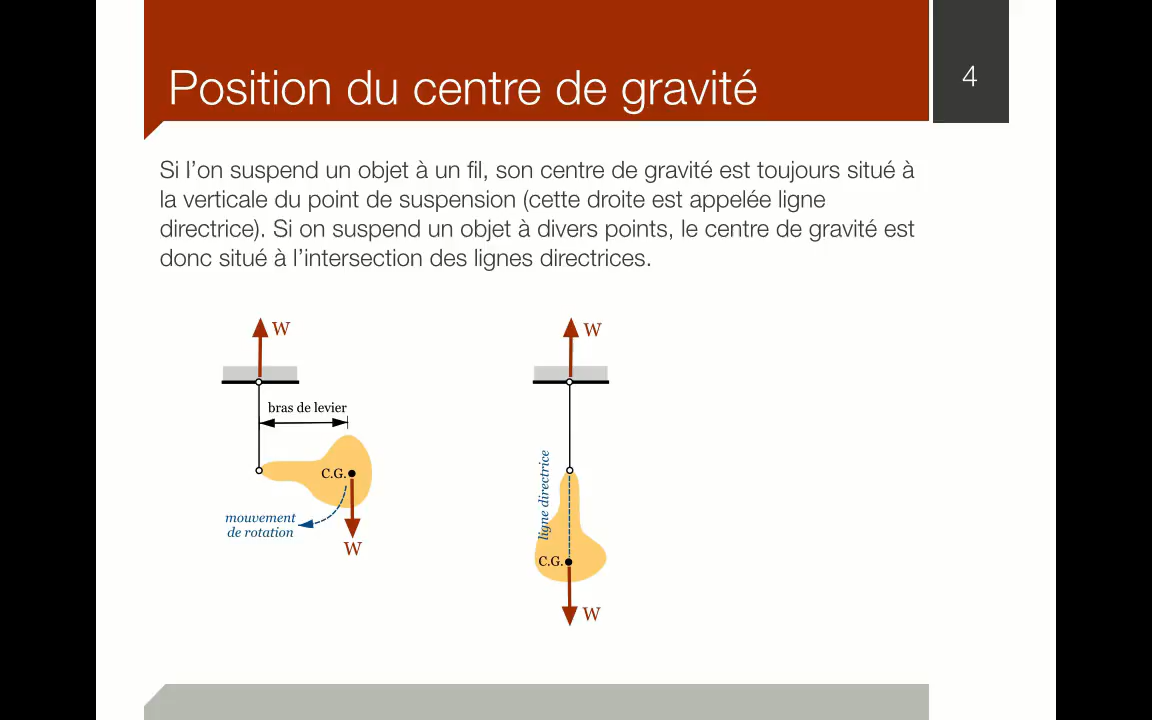 Position du centre de gravité
4
Si l’on suspend un objet à un fil, son centre de gravité est toujours situé à
la verticale du point de suspension (cette droite est appelée ligne
directrice). Si on suspend un objet à divers points, le centre de gravité est
donc situé à l’intersection des lignes directrices.
W
bras de levier
C.G.
mouvement
de rotation
W
W
ligne directrice
C.G.
W